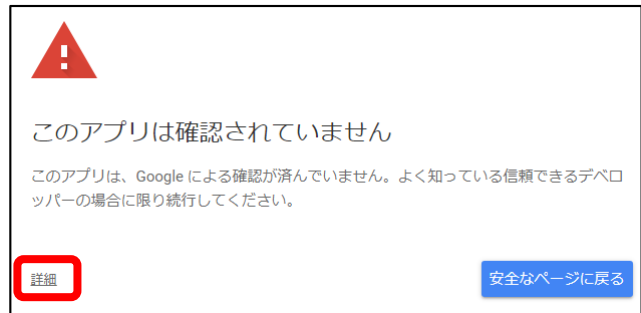 このアプリは確認されていません
このアプリは、Google による確認が済んでいません。よく知っている信頼できるデベロ
ッパーの場合に限り続行してください。
詳細
安全なページに戻る